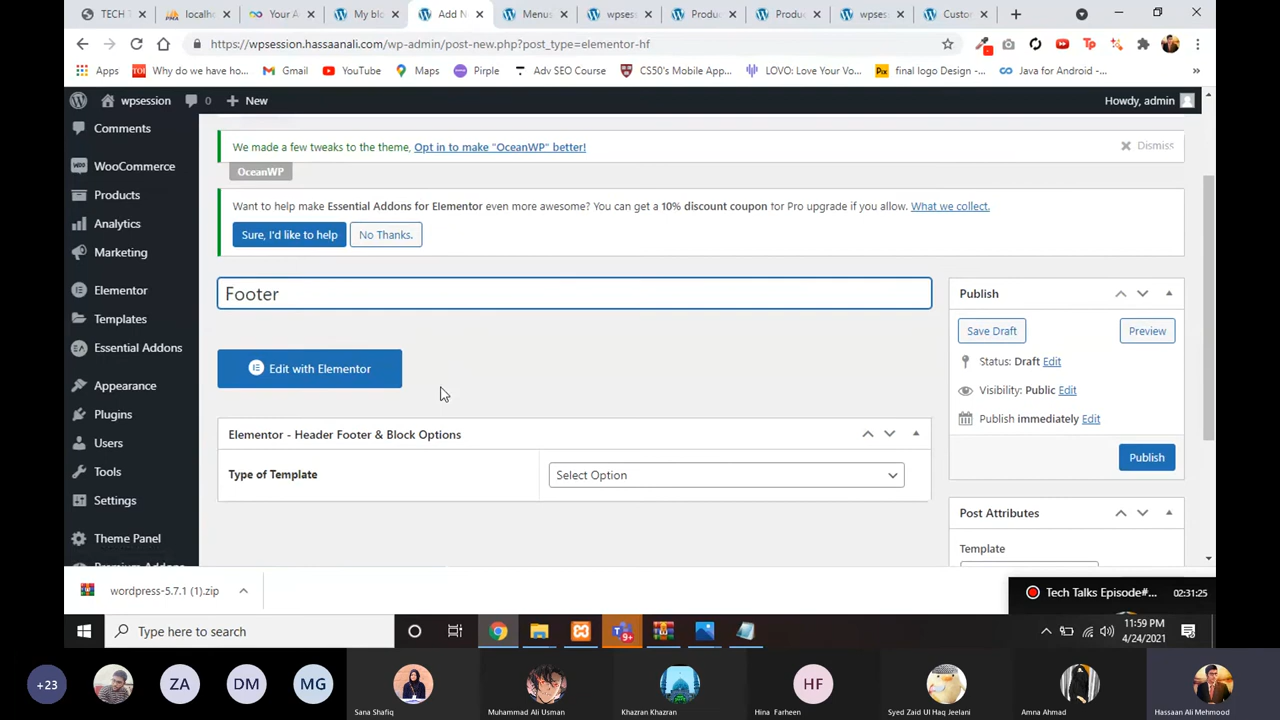 TECH T
localh
Your A
My blo
Add N
Menus
wpsess
Produc
Produc
wpses
Custo
https://wpsession.hassaanali.com/wp-admin/post-new.php?post_type=elementor-hf
Apps
Why do we have ho...
Gmail
YouTube
Maps
Pirple
Adv SEO Course
CS50's Mobile App...
LOVO: Love Your Vo...
final logo Design -...
Java for Android -...
wpsession
0
New
Howdy, admin
Comments
WooCommerce
Products
Analytics
Marketing
Elementor
Templates
Essential Addons
Appearance
Plugins
Users
Tools
Settings
Theme Panel
We made a few tweaks to the theme, Opt in to make "OceanWP" better!
Dismiss
OceanWP
Want to help make Essential Addons for Elementor even more awesome? You can get a 10% discount coupon for Pro upgrade if you allow. What we collect.
Sure, I'd like to help
No Thanks.
Footer
Edit with Elementor
Elementor - Header Footer & Block Options
Type of Template
Select Option
Publish
Save Draft
Preview
Status: Draft Edit
Visibility: Public Edit
Publish immediately Edit
Publish
Post Attributes
Template
wordpress-5.7.1 (1).zip
Tech Talks Episode#...
02:31:25
Type here to search
9+
11:59 PM
4/24/2021
+23
ZA
DM
MG
HF
Sana Shafiq
Muhammad Ali Usman
Khazran Khazran
Hina Farheen
Syed Zaid Ul Haq Jeelani
Amna Ahmad
Hassaan Ali Mehmood